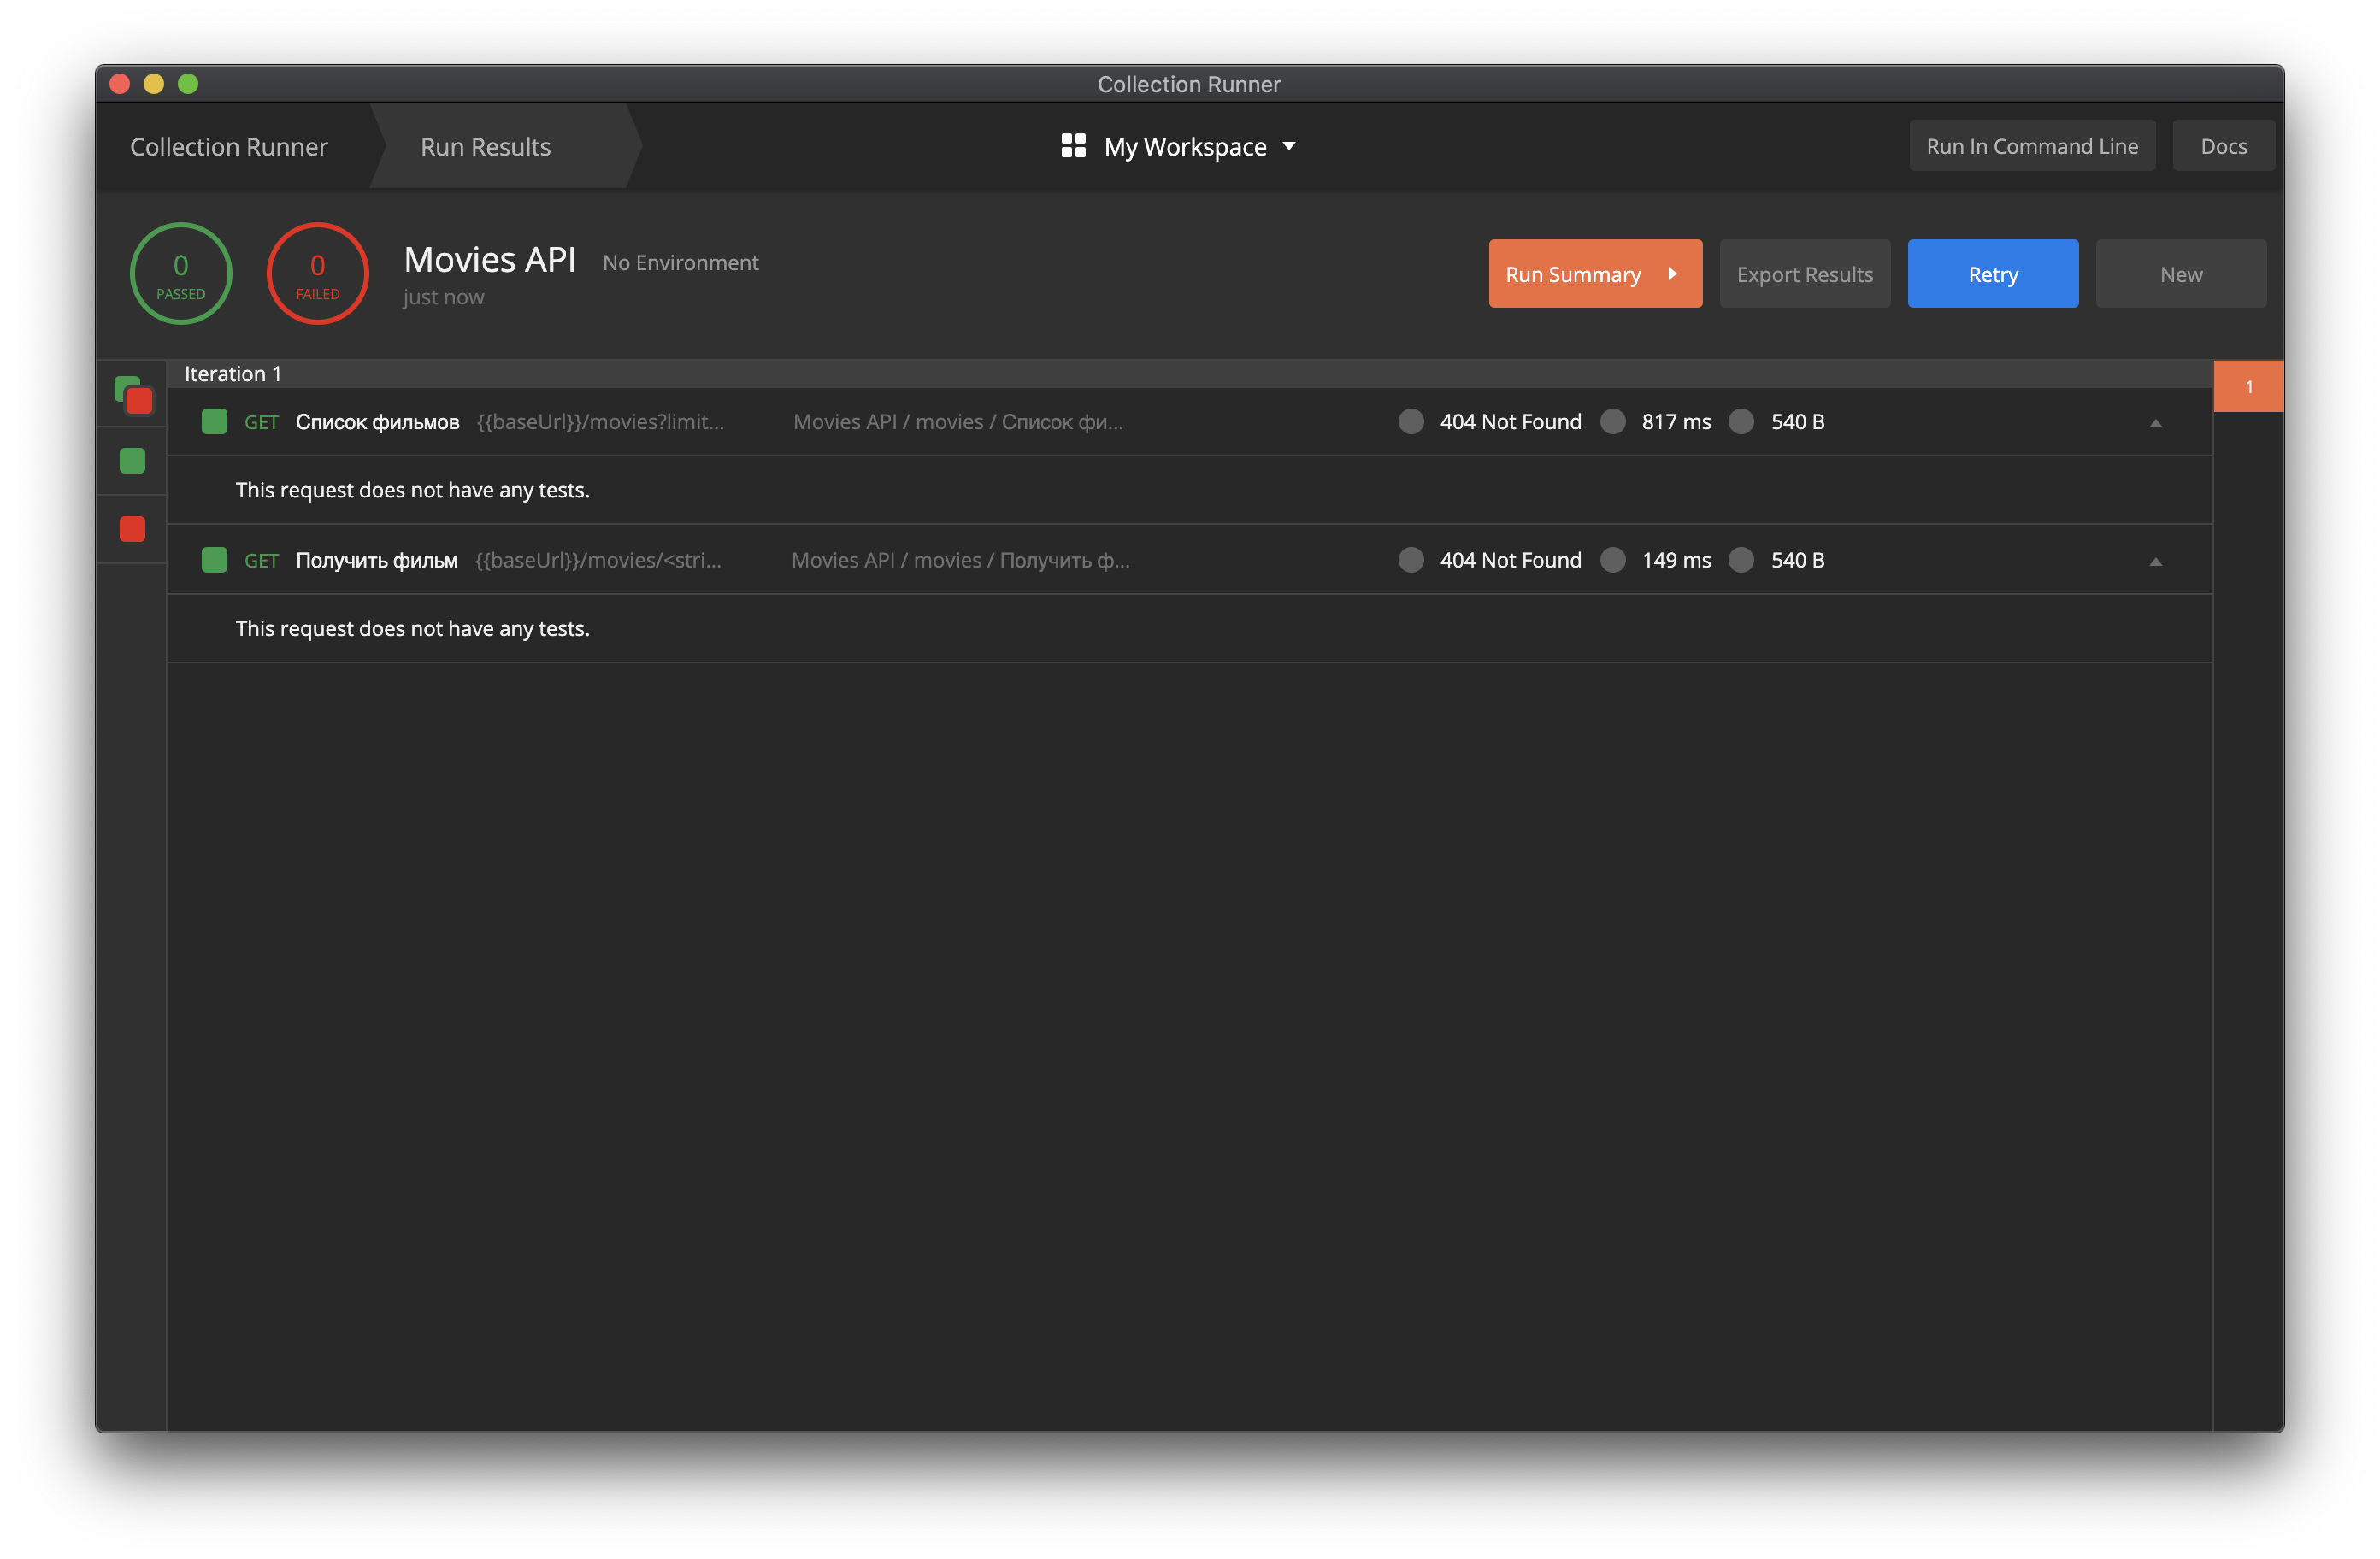 Collection Runner
Collection Runner Run Results My Workspace Run In Command Line Docs
0 PASSED
0 FAILED
Movies API No Environment
just now
Run Summary Export Results Retry New
Iteration 1
1
GET Список фильмов {{baseUrl}}/movies?limit... Movies API / movies / Список фи... 404 Not Found 817 ms 540 B
This request does not have any tests.
GET Получить фильм {{baseUrl}}/movies/<stri... Movies API / movies / Получить ф... 404 Not Found 149 ms 540 B
This request does not have any tests.